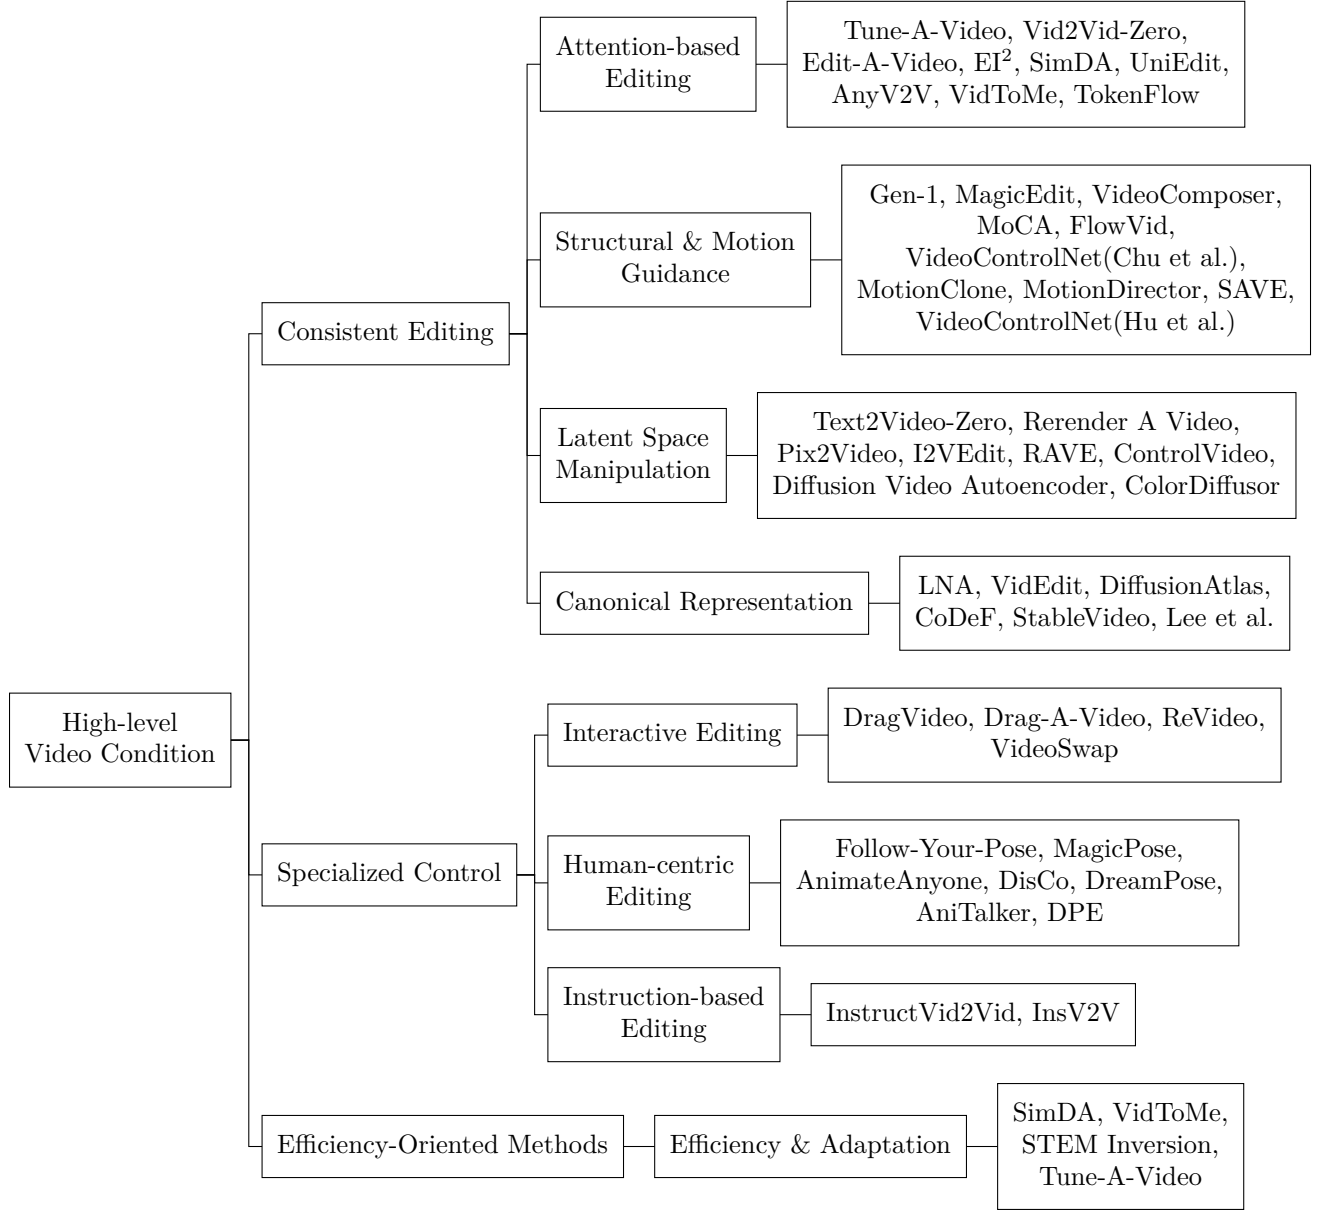 High-level
Video Condition
Consistent Editing
Attention-based
Editing
Tune-A-Video, Vid2Vid-Zero,
Edit-A-Video, EI², SimDA, UniEdit,
AnyV2V, VidToMe, TokenFlow
Structural & Motion
Guidance
Gen-1, MagicEdit, VideoComposer,
MoCA, FlowVid,
VideoControlNet(Chu et al.),
MotionClone, MotionDirector, SAVE,
VideoControlNet(Hu et al.)
Latent Space
Manipulation
Text2Video-Zero, Rerender A Video,
Pix2Video, I2VEdit, RAVE, ControlVideo,
Diffusion Video Autoencoder, ColorDiffusor
Canonical Representation
LNA, VidEdit, DiffusionAtlas,
CoDeF, StableVideo, Lee et al.
Specialized Control
Interactive Editing
DragVideo, Drag-A-Video, ReVideo,
VideoSwap
Human-centric
Editing
Follow-Your-Pose, MagicPose,
AnimateAnyone, DisCo, DreamPose,
AniTalker, DPE
Instruction-based
Editing
InstructVid2Vid, InsV2V
Efficiency-Oriented Methods
Efficiency & Adaptation
SimDA, VidToMe,
STEM Inversion,
Tune-A-Video